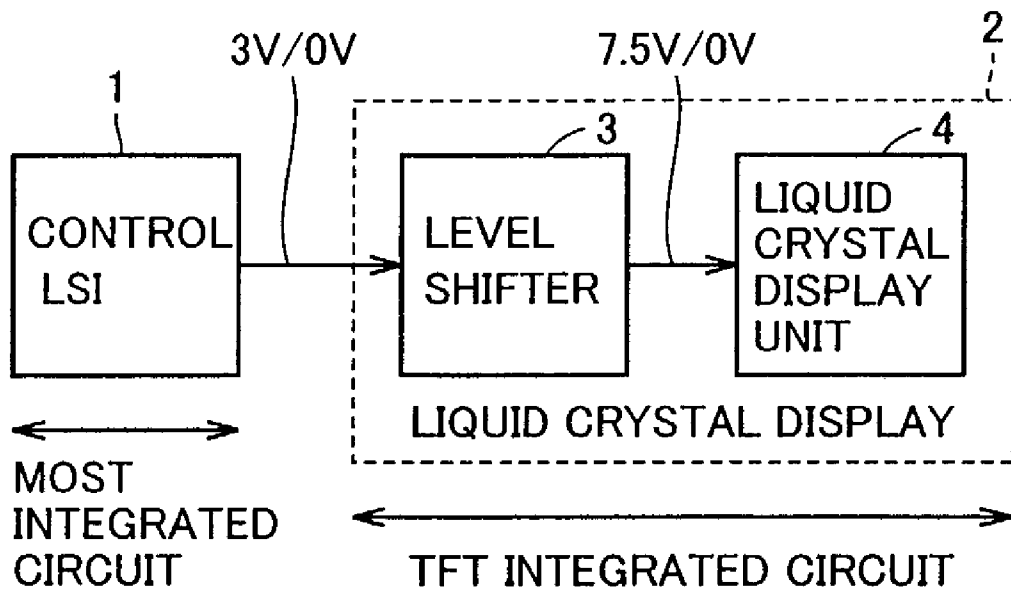 3V/0V
7.5V/0V
2
1
3
4
CONTROL
LSI
LEVEL
SHIFTER
LIQUID
CRYSTAL
DISPLAY
UNIT
LIQUID CRYSTAL DISPLAY
MOST
INTEGRATED
CIRCUIT
TFT INTEGRATED CIRCUIT